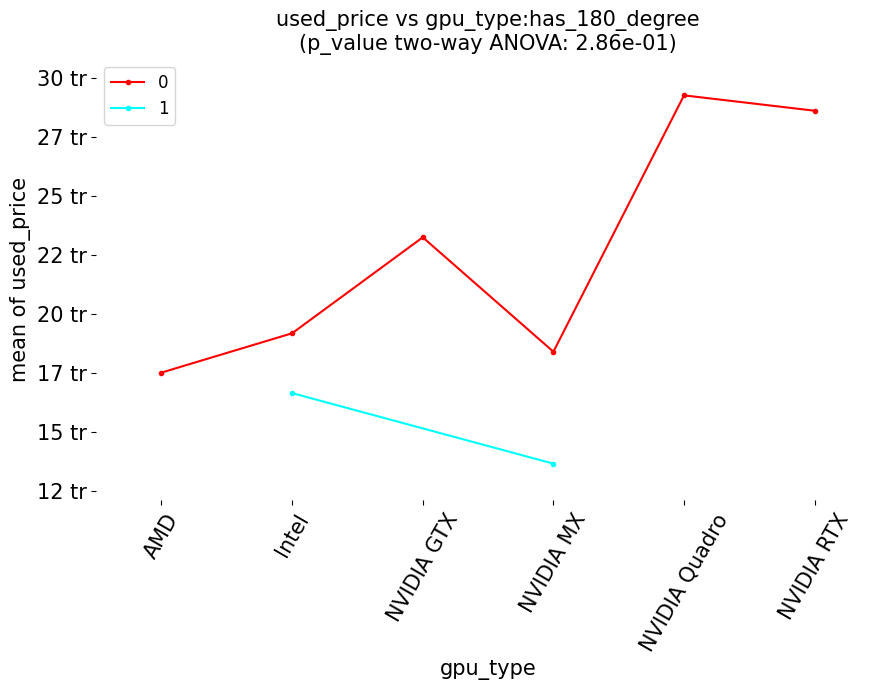 used_price vs gpu_type:has_180_degree
(p_value two-way ANOVA: 2.86e-01)
0
1
30 tr
27 tr
25 tr
22 tr
20 tr
17 tr
15 tr
12 tr
mean of used_price
AMD
Intel
NVIDIA GTX
NVIDIA MX
NVIDIA Quadro
NVIDIA RTX
gpu_type